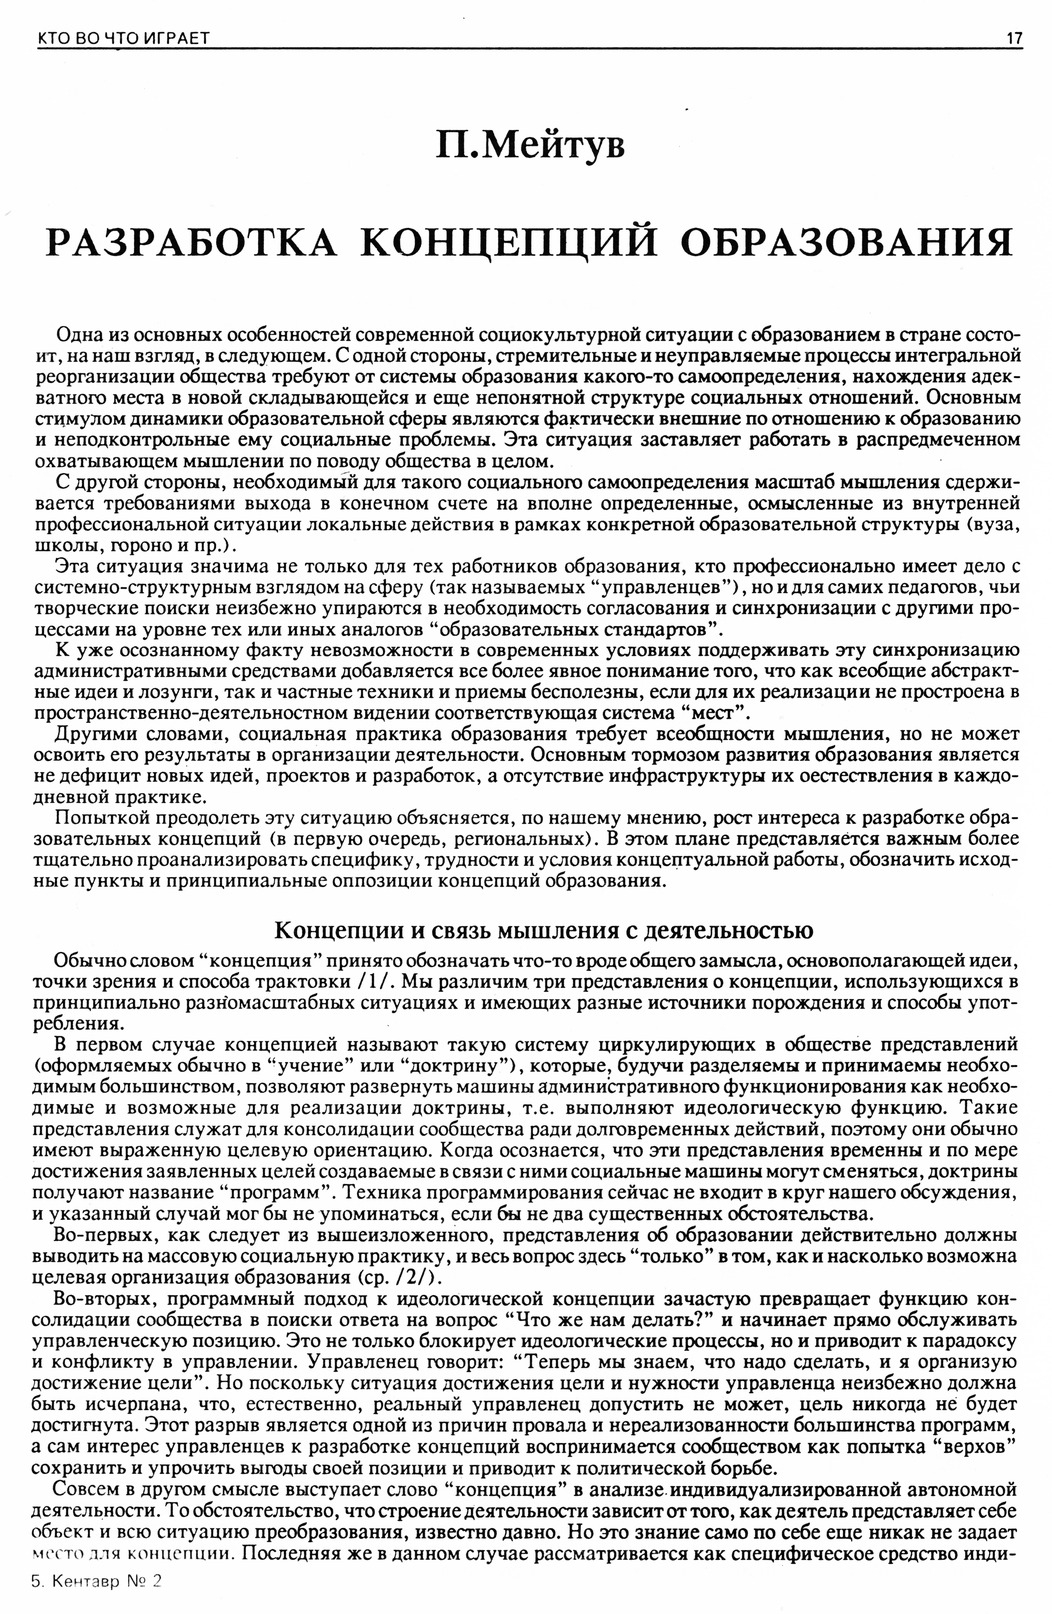 КТО ВО ЧТО ИГРАЕТ 17
П.Мейтув
РАЗРАБОТКА КОНЦЕПЦИЙ ОБРАЗОВАНИЯ
Одна из основных особенностей современной социокультурной ситуации с образованием в стране состо-
ит, на наш взгляд, в следующем. С одной стороны, стремительные и неуправляемые процессы интегральной
реорганизации общества требуют от системы образования какого-то самоопределения, нахождения адек-
ватного места в новой складывающейся и еще непонятной структуре социальных отношений. Основным
стимулом динамики образовательной сферы являются фактически внешние по отношению к образованию
и неподконтрольные ему социальные проблемы. Эта ситуация заставляет работать в распредмеченном
охватывающем мышлении по поводу общества в целом.
С другой стороны, необходимый для такого социального самоопределения масштаб мышления сдержи-
вается требованиями выхода в конечном счете на вполне определенные, осмысленные из внутренней
профессиональной ситуации локальные действия в рамках конкретной образовательной структуры (вуза,
школы, гороно и пр.).
Эта ситуация значима не только для тех работников образования, кто профессионально имеет дело с
системно-структурным взглядом на сферу (так называемых “управленцев”), но и для самих педагогов, чьи
творческие поиски неизбежно упираются в необходимость согласования и синхронизации с другими про-
цессами на уровне тех или иных аналогов “образовательных стандартов”.
К уже осознанному факту невозможности в современных условиях поддерживать эту синхронизацию
административными средствами добавляется все более явное понимание того, что как всеобщие абстракт-
ные идеи и лозунги, так и частные техники и приемы бесполезны, если для их реализации не простроена в
пространственно-деятельностном видении соответствующая система “мест”.
Другими словами, социальная практика образования требует всеобщности мышления, но не может
освоить его результаты в организации деятельности. Основным тормозом развития образования является
не дефицит новых идей, проектов и разработок, а отсутствие инфраструктуры их оестествления в каждо-
дневной практике.
Попыткой преодолеть эту ситуацию объясняется, по нашему мнению, рост интереса к разработке обра-
зовательных концепций (в первую очередь, региональных). В этом плане представляется важным более
тщательно проанализировать специфику, трудности и условия концептуальной работы, обозначить исход-
ные пункты и принципиальные оппозиции концепций образования.
Концепции и связь мышления с деятельностью
Обычно словом “концепция” принято обозначать что-то вроде общего замысла, основополагающей идеи,
точки зрения и способа трактовки /1/. Мы различим три представления о концепции, использующихся в
принципиально разномасштабных ситуациях и имеющих разные источники порождения и способы упот-
ребления.
В первом случае концепцией называют такую систему циркулирующих в обществе представлений
(оформляемых обычно в “учение” или “доктрину”), которые, будучи разделяемы и принимаемы необхо-
димым большинством, позволяют развернуть машины административного функционирования как необхо-
димые и возможные для реализации доктрины, т.е. выполняют идеологическую функцию. Такие
представления служат для консолидации сообщества ради долговременных действий, поэтому они обычно
имеют выраженную целевую ориентацию. Когда осознается, что эти представления временны и по мере
достижения заявленных целей создаваемые в связи с ними социальные машины могут сменяться, доктрины
получают название “программ”. Техника программирования сейчас не входит в круг нашего обсуждения,
и указанный случай мог бы не упоминаться, если бы не два существенных обстоятельства.
Во-первых, как следует из вышеизложенного, представления об образовании действительно должны
выводить на массовую социальную практику, и весь вопрос здесь “только” в том, как и насколько возможна
целевая организация образования (ср. /2/).
Во-вторых, программный подход к идеологической концепции зачастую превращает функцию кон-
солидации сообщества в поиски ответа на вопрос “Что же нам делать?” и начинает прямо обслуживать
управленческую позицию. Это не только блокирует идеологические процессы, но и приводит к парадоксу
и конфликту в управлении. Управленец говорит: “Теперь мы знаем, что надо сделать, и я организую
достижение цели”. Но поскольку ситуация достижения цели и нужности управленца неизбежно должна
быть исчерпана, что, естественно, реальный управленец допустить не может, цель никогда не будет
достигнута. Этот разрыв является одной из причин провала и нереализованности большинства программ,
а сам интерес управленцев к разработке концепций воспринимается сообществом как попытка “верхов”
сохранить и упрочить выгоды своей позиции и приводит к политической борьбе.
Совсем в другом смысле выступает слово “концепция” в анализе индивидуализированной автономной
деятельности. То обстоятельство, что строение деятельности зависит от того, как деятель представляет себе
объект и всю ситуацию преобразования, известно давно. Но это знание само по себе еще никак не задает
место для концепции. Последняя же в данном случае рассматривается как специфическое средство инди-
5. Кентавр № 2